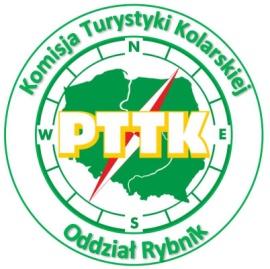 Komisja Turystyki Kolarskiej
N
W PTTK E
S
Oddział Rybnik